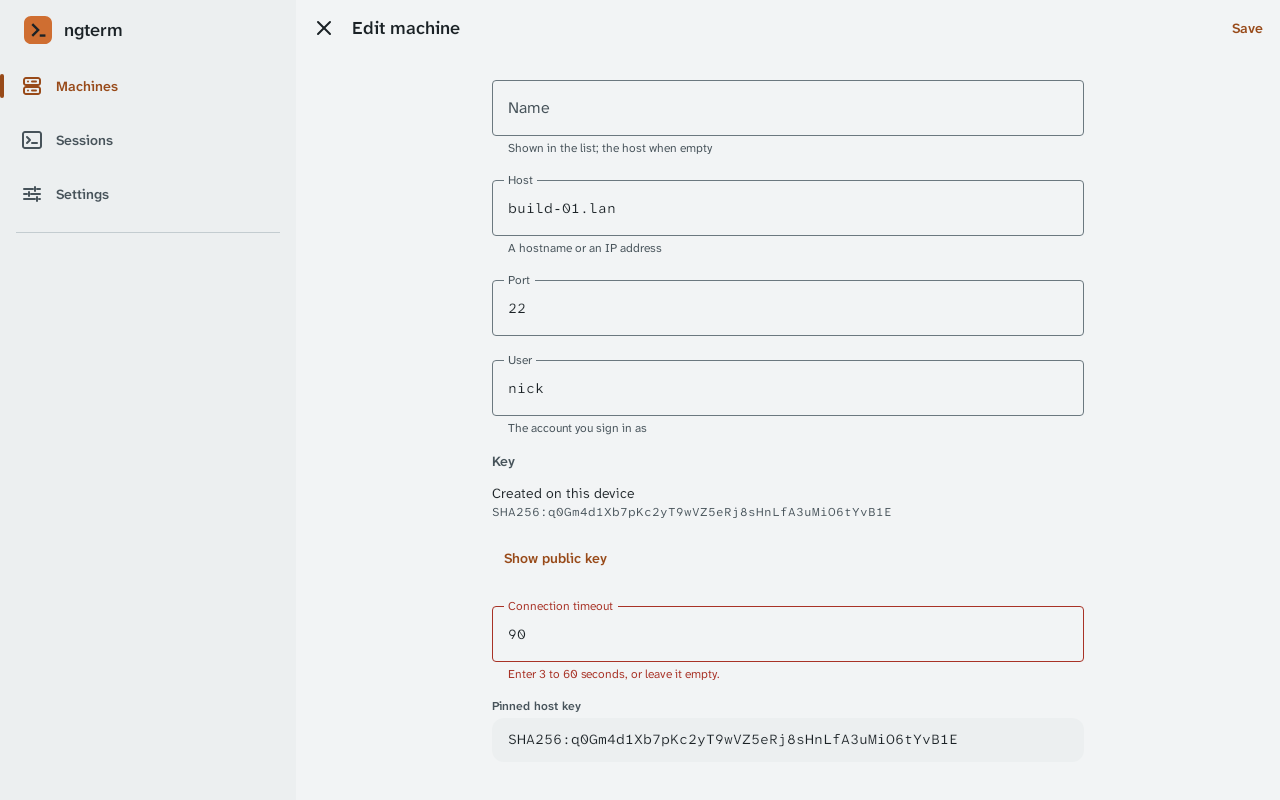 ngterm
Machines
Sessions
Settings
Edit machine
Save
Name
Shown in the list; the host when empty
Host
build-01.lan
A hostname or an IP address
Port
22
User
nick
The account you sign in as
Key
Created on this device
SHA256:q0Gm4d1Xb7pKc2yT9wVZ5eRj8sHnLfA3uMiO6tYvB1E
Show public key
Connection timeout
90
Enter 3 to 60 seconds, or leave it empty.
Pinned host key
SHA256:q0Gm4d1Xb7pKc2yT9wVZ5eRj8sHnLfA3uMiO6tYvB1E